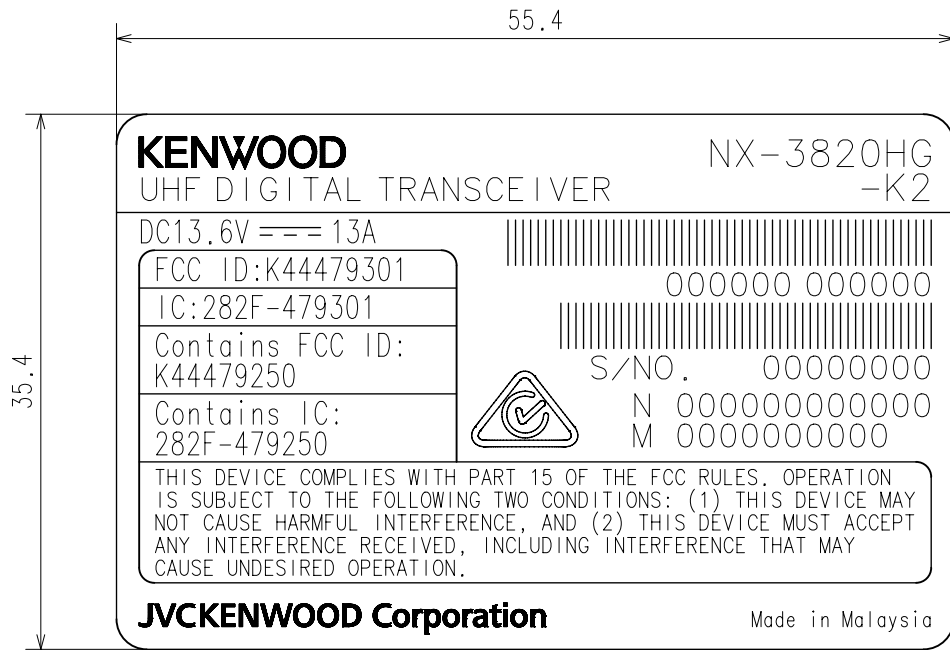 55.4
35.4
KENWOOD
NX-3820HG
UHF DIGITAL TRANSCEIVER
-K2
DC13.6V 13A
FCC ID:K44479301
IC:282F-479301
Contains FCC ID:
K44479250
Contains IC:
282F-479250
000000 000000
S/NO. 00000000
N 000000000000
M 0000000000
THIS DEVICE COMPLIES WITH PART 15 OF THE FCC RULES. OPERATION
IS SUBJECT TO THE FOLLOWING TWO CONDITIONS: (1) THIS DEVICE MAY
NOT CAUSE HARMFUL INTERFERENCE, AND (2) THIS DEVICE MUST ACCEPT
ANY INTERFERENCE RECEIVED, INCLUDING INTERFERENCE THAT MAY
CAUSE UNDESIRED OPERATION.
JVCKENWOOD Corporation
Made in Malaysia